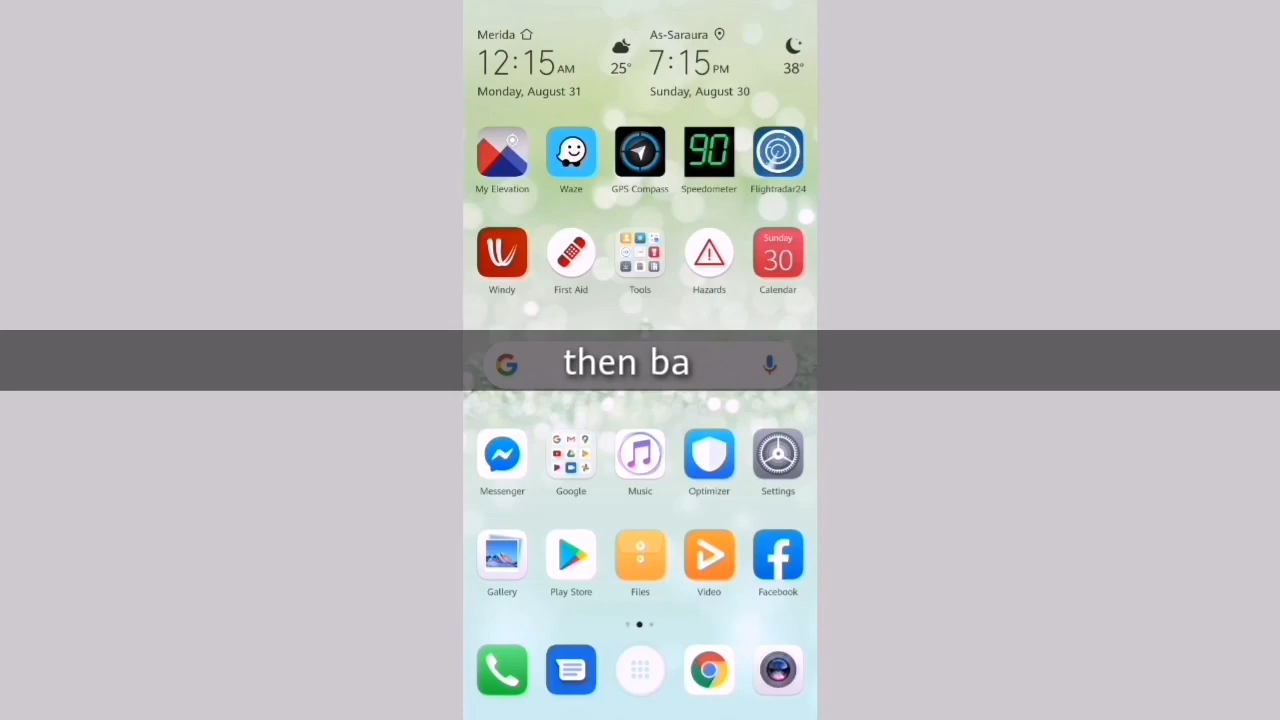 Merida As-Saraura
12:15 AM 25° 7:15 PM 38°
Monday, August 31 Sunday, August 30
90
My Elevation Waze GPS Compass Speedometer Flightradar24
Sunday
30
Windy First Aid Tools Hazards Calendar
then ba
Messenger Google Music Optimizer Settings
Gallery Play Store Files Video Facebook